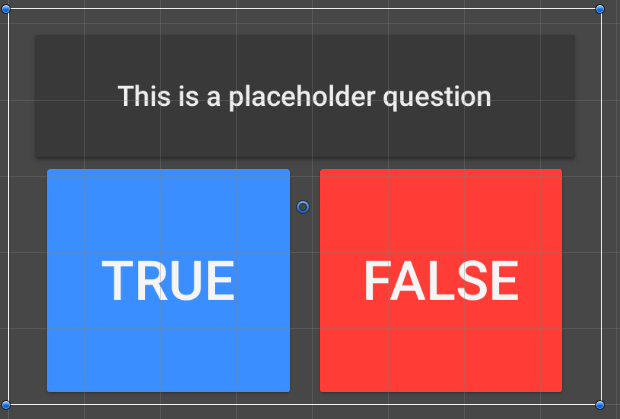 This is a placeholder question
TRUE
FALSE